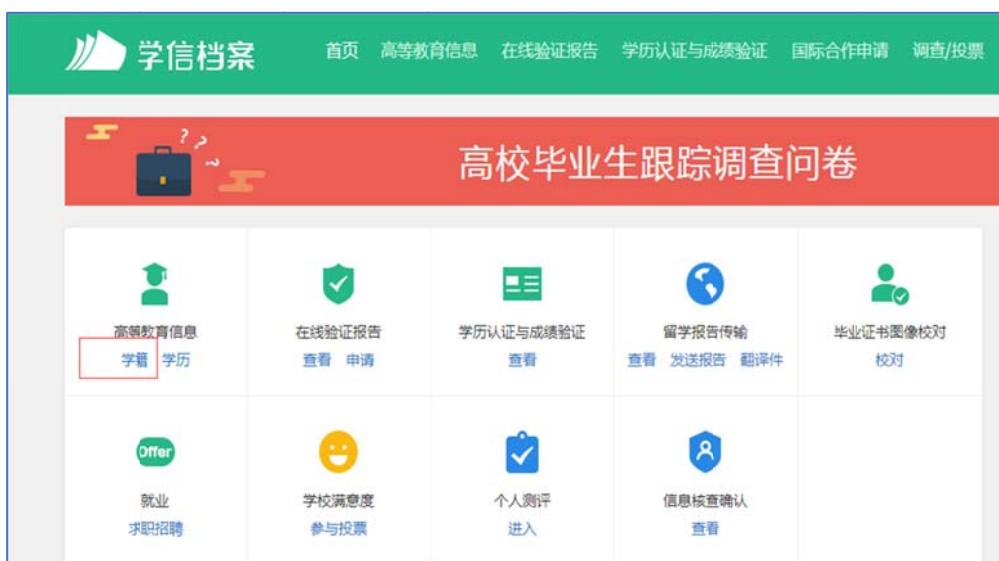 学信档案 首页 高等教育信息 在线验证报告 学历认证与成绩验证 国际合作申请 调查/投票
? ? ?
高校毕业生跟踪调查问卷
高等教育信息 在线验证报告 学历认证与成绩验证 留学报告传输 毕业证书图像校对
学籍 学历 查看 申请 查看 查看 发送报告 翻译件 校对
Offer
就业 学校满意度 个人测评 信息核查确认
求职招聘 参与投票 进入 查看